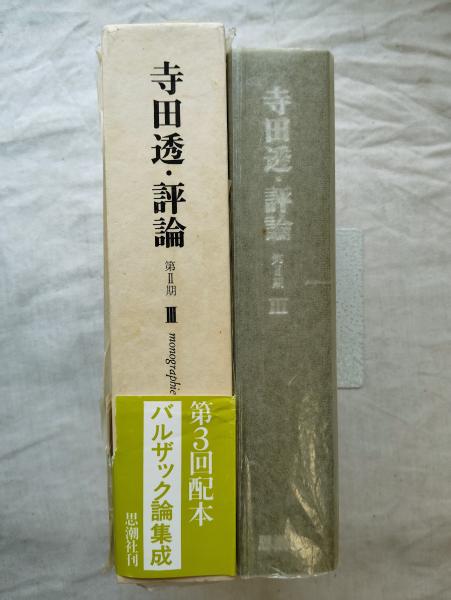 寺田透・評論
第Ⅱ期
Ⅲ
monographie
第3回配本
バルザック論集成
思潮社刊
寺田透・評論
第Ⅱ期
Ⅲ